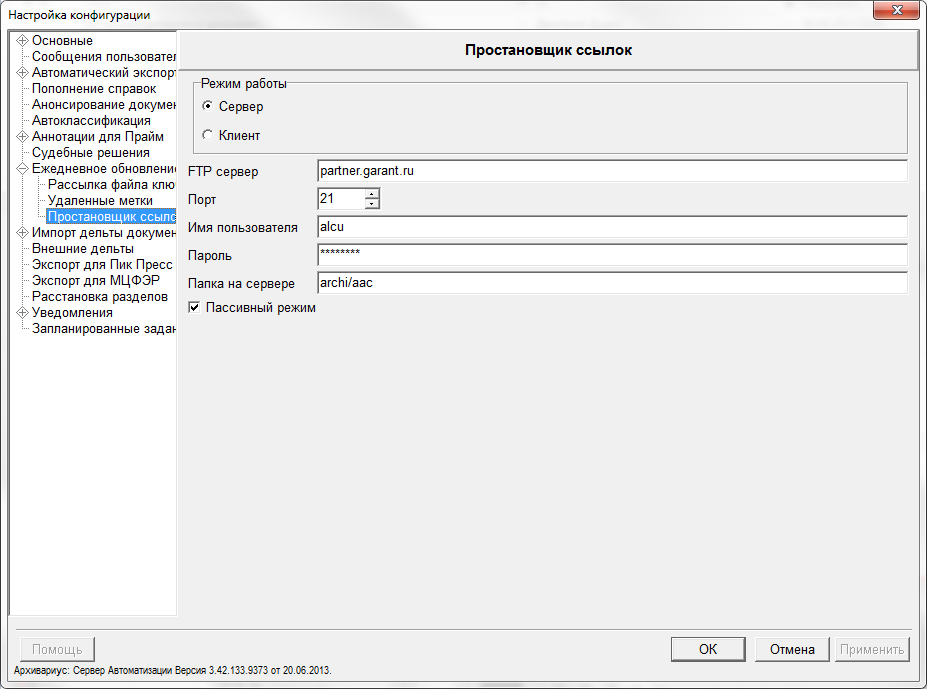 Настройка конфигурации
Основные
Сообщения пользовател
Автоматический экспорт
Пополнение справок
Анонсирование докумен
Автоклассификация
Аннотации для Прайм
Судебные решения
Ежедневное обновление
Рассылка файла клю
Удаленные метки
Простановщик ссыло
Импорт дельты докумен
Внешние дельты
Экспорт для Пик Пресс
Экспорт для МЦФЭР
Расстановка разделов
Уведомления
Запланированные задан
Простановщик ссылок
Режим работы
Сервер
Клиент
FTP сервер partner.garant.ru
Порт 21
Имя пользователя alcu
Пароль ********
Папка на сервере archi/aac
Пассивный режим
Помощь OK Отмена Применить
Архивариус: Сервер Автоматизации Версия 3.42.133.9373 от 20.06.2013.